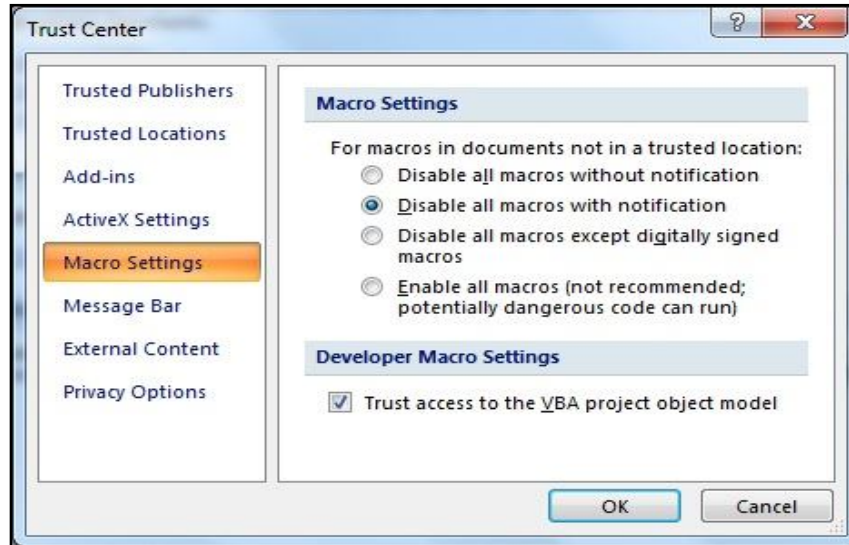 Trust Center
Trusted Publishers
Trusted Locations
Add-ins
ActiveX Settings
Macro Settings
Message Bar
External Content
Privacy Options
Macro Settings
For macros in documents not in a trusted location:
Disable all macros without notification
Disable all macros with notification
Disable all macros except digitally signed
macros
Enable all macros (not recommended;
potentially dangerous code can run)
Developer Macro Settings
Trust access to the VBA project object model
OK
Cancel